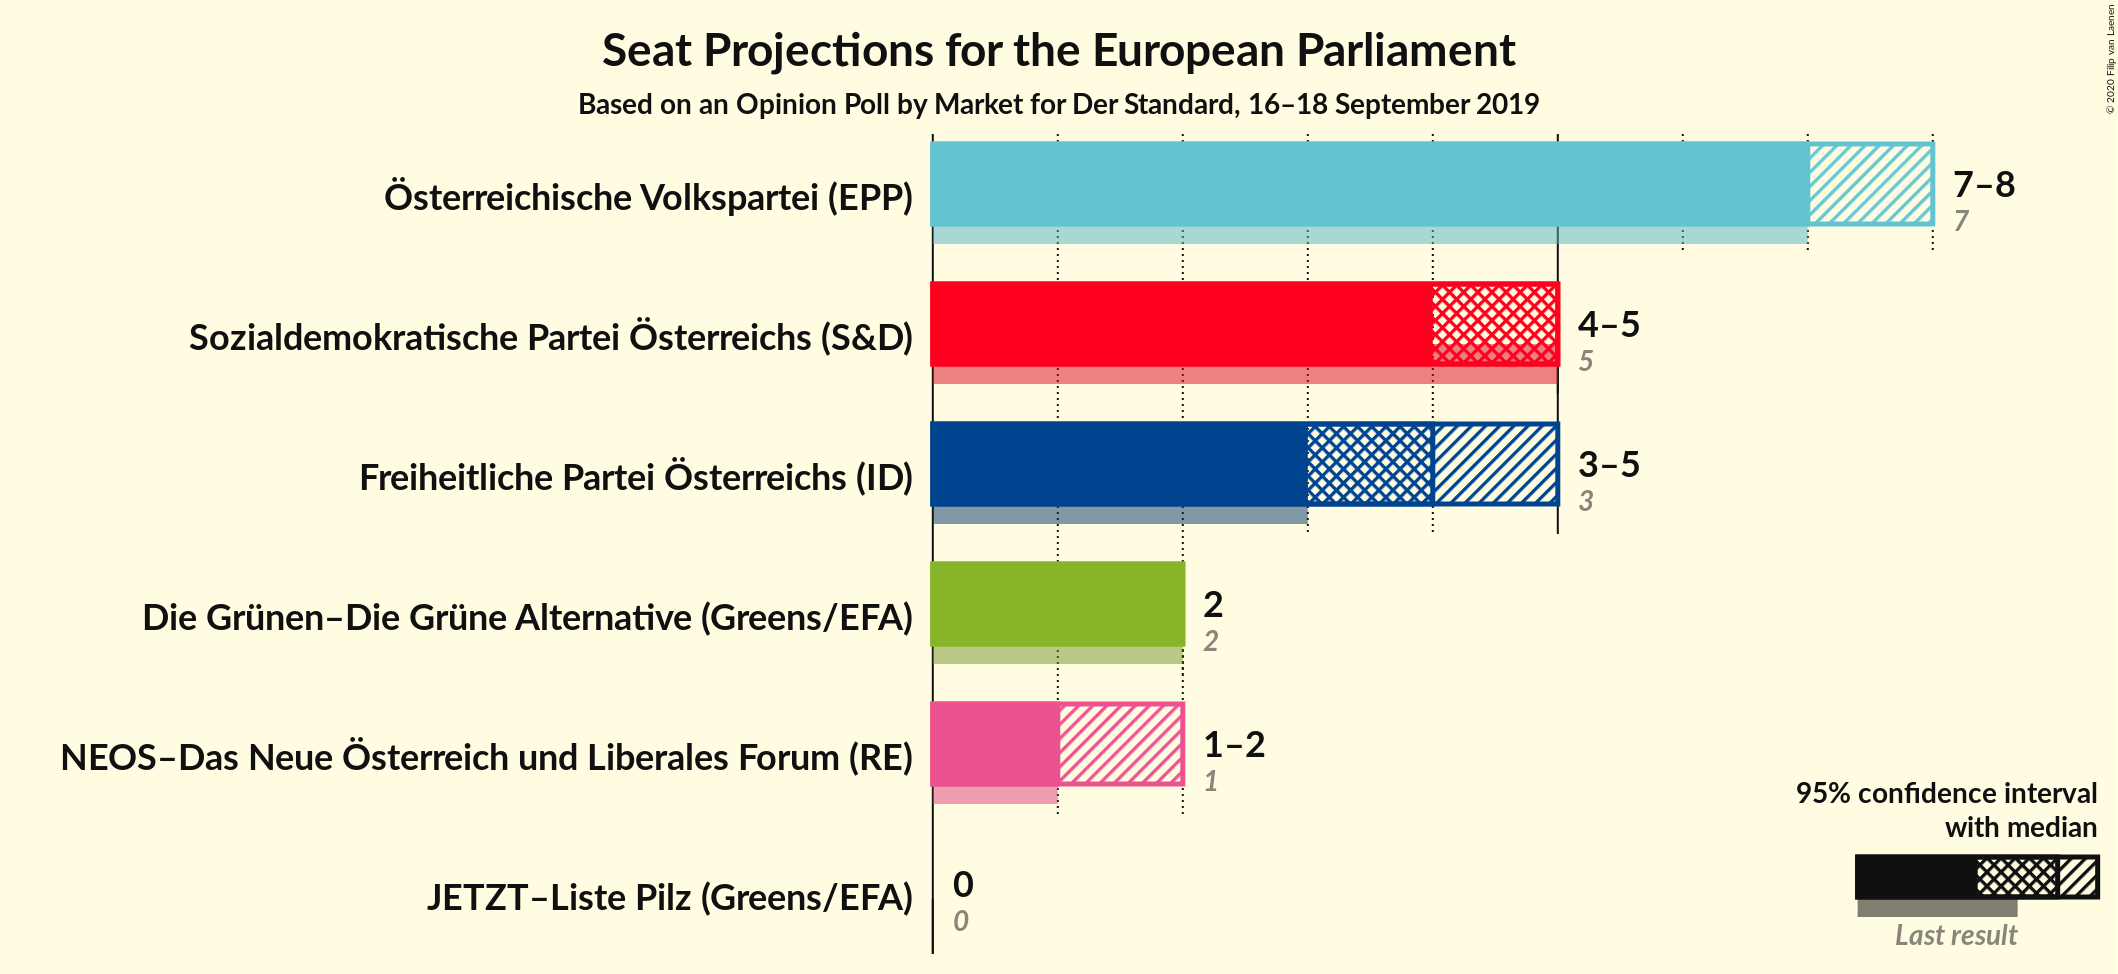 Seat Projections for the European Parliament
Based on an Opinion Poll by Market for Der Standard, 16–18 September 2019
© 2020 Filip van Laenen
Österreichische Volkspartei (EPP)
7–8
7
Sozialdemokratische Partei Österreichs (S&D)
4–5
5
Freiheitliche Partei Österreichs (ID)
3–5
3
Die Grünen–Die Grüne Alternative (Greens/EFA)
2
2
NEOS–Das Neue Österreich und Liberales Forum (RE)
1–2
1
JETZT–Liste Pilz (Greens/EFA)
0
0
95% confidence interval
with median
Last result